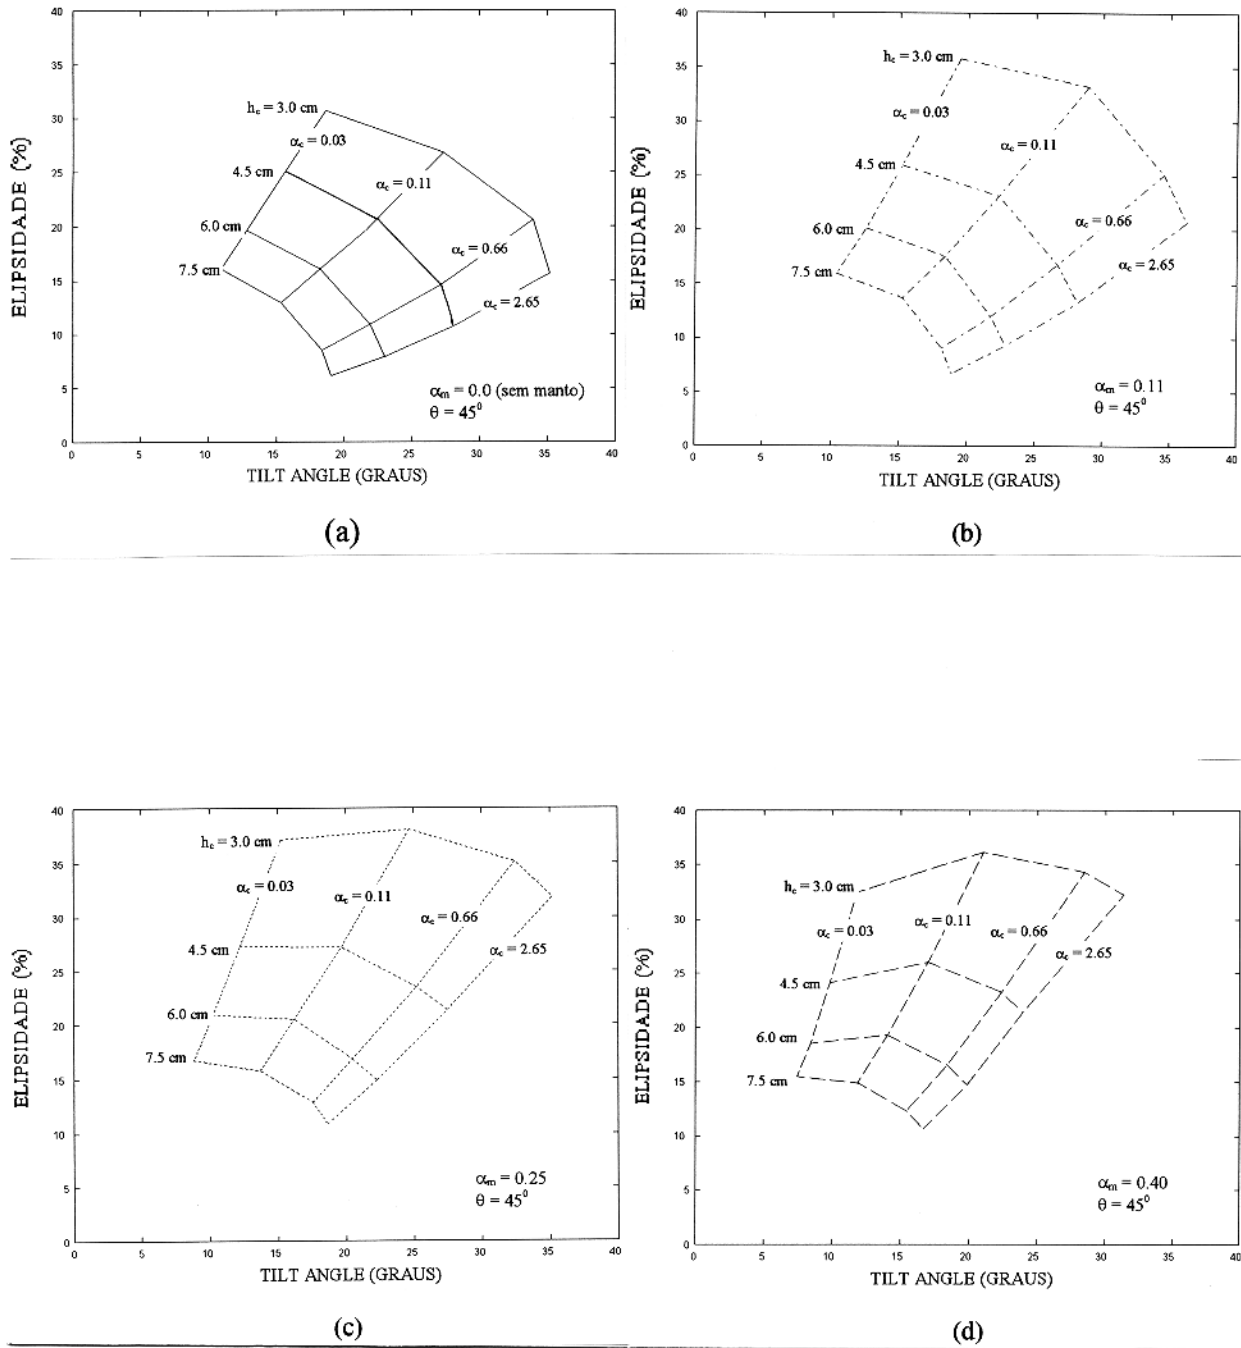 40
35
30
25
20
15
10
5
0
ELIPSIDADE (%)
h_c = 3.0 cm
α_c = 0.03
4.5 cm
α_c = 0.11
6.0 cm
α_c = 0.66
7.5 cm
α_c = 2.65
α_m = 0.0 (sem manto)
θ = 45⁰
0 5 10 15 20 25 30 35 40
TILT ANGLE (GRAUS)
(a)
40
35
30
25
20
15
10
5
0
ELIPSIDADE (%)
h_c = 3.0 cm
α_c = 0.03
α_c = 0.11
4.5 cm
α_c = 0.66
6.0 cm
α_c = 2.65
7.5 cm
α_m = 0.11
θ = 45⁰
0 5 10 15 20 25 30 35 40
TILT ANGLE (GRAUS)
(b)
40
35
30
25
20
15
10
5
0
ELIPSIDADE (%)
h_c = 3.0 cm
α_c = 0.03
α_c = 0.11
α_c = 0.66
4.5 cm
α_c = 2.65
6.0 cm
7.5 cm
α_m = 0.25
θ = 45⁰
0 5 10 15 20 25 30 35 40
TILT ANGLE (GRAUS)
(c)
40
35
30
25
20
15
10
5
0
ELIPSIDADE (%)
h_c = 3.0 cm
α_c = 0.03
α_c = 0.11
α_c = 0.66
α_c = 2.65
4.5 cm
6.0 cm
7.5 cm
α_m = 0.40
θ = 45⁰
0 5 10 15 20 25 30 35 40
TILT ANGLE (GRAUS)
(d)